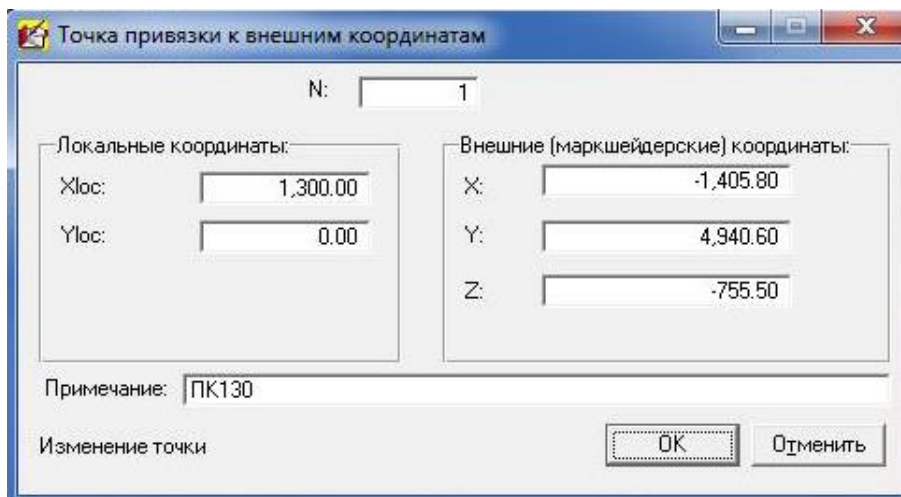 Точка привязки к внешним координатам
N: 1
Локальные координаты:
Xloc: 1,300.00
Yloc: 0.00
Внешние (маркшейдерские) координаты:
X: -1,405.80
Y: 4,940.60
Z: -755.50
Примечание: ПК130
Изменение точки
OK
Отменить